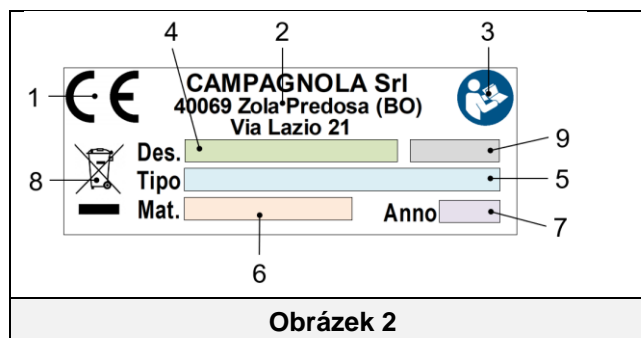 4 2 3
1 CE CAMPAGNOLA Srl
40069 Zola Predosa (BO)
Via Lazio 21
Des. 9
8 Tipo 5
Mat. Anno 7
6
Obrázek 2